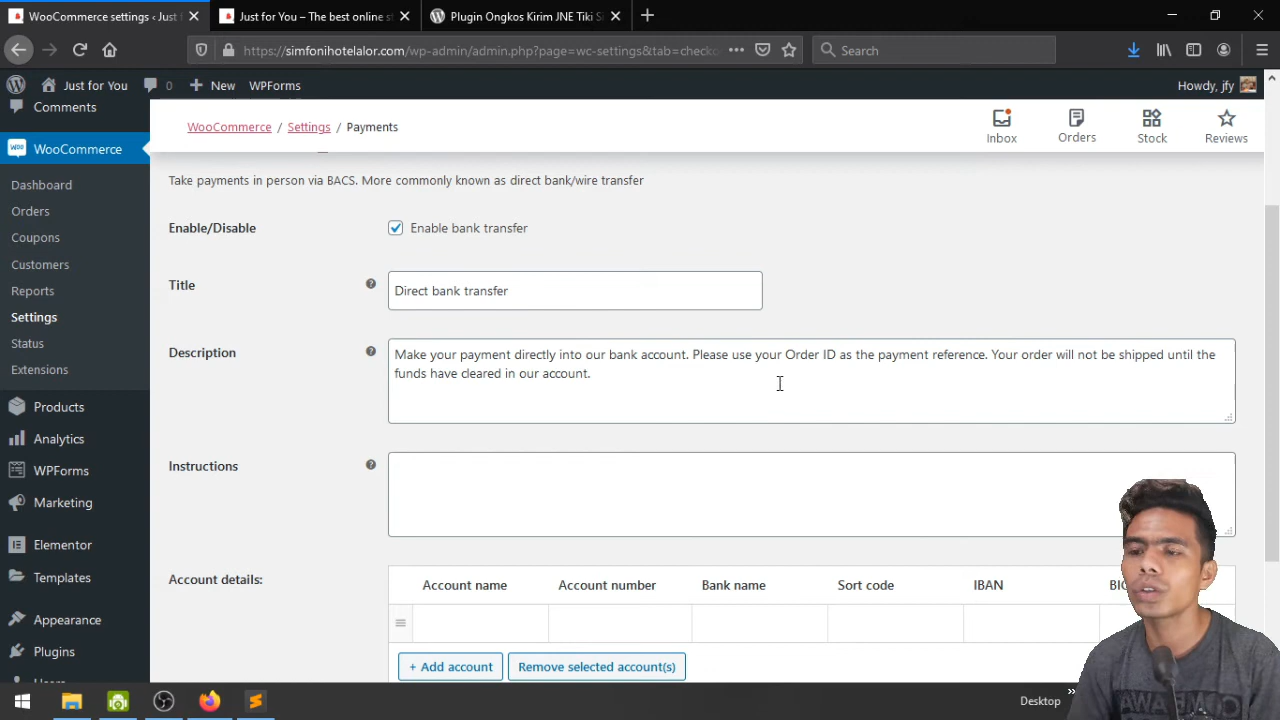 WooCommerce settings ‹ Just f
Just for You – The best online st
Plugin Ongkos Kirim JNE Tiki Si
https://simfonihotelalor.com/wp-admin/admin.php?page=wc-settings&tab=checko
Search
Just for You
0
New
WPForms
Howdy, jfy
Comments
WooCommerce
Dashboard
Orders
Coupons
Customers
Reports
Settings
Status
Extensions
Products
Analytics
WPForms
Marketing
Elementor
Templates
Appearance
Plugins
WooCommerce / Settings / Payments
Inbox
Orders
Stock
Reviews
Take payments in person via BACS. More commonly known as direct bank/wire transfer
Enable/Disable
Enable bank transfer
Title
Direct bank transfer
Description
Make your payment directly into our bank account. Please use your Order ID as the payment reference. Your order will not be shipped until the
funds have cleared in our account.
Instructions
Account details:
Account name
Account number
Bank name
Sort code
IBAN
+ Add account
Remove selected account(s)
Desktop